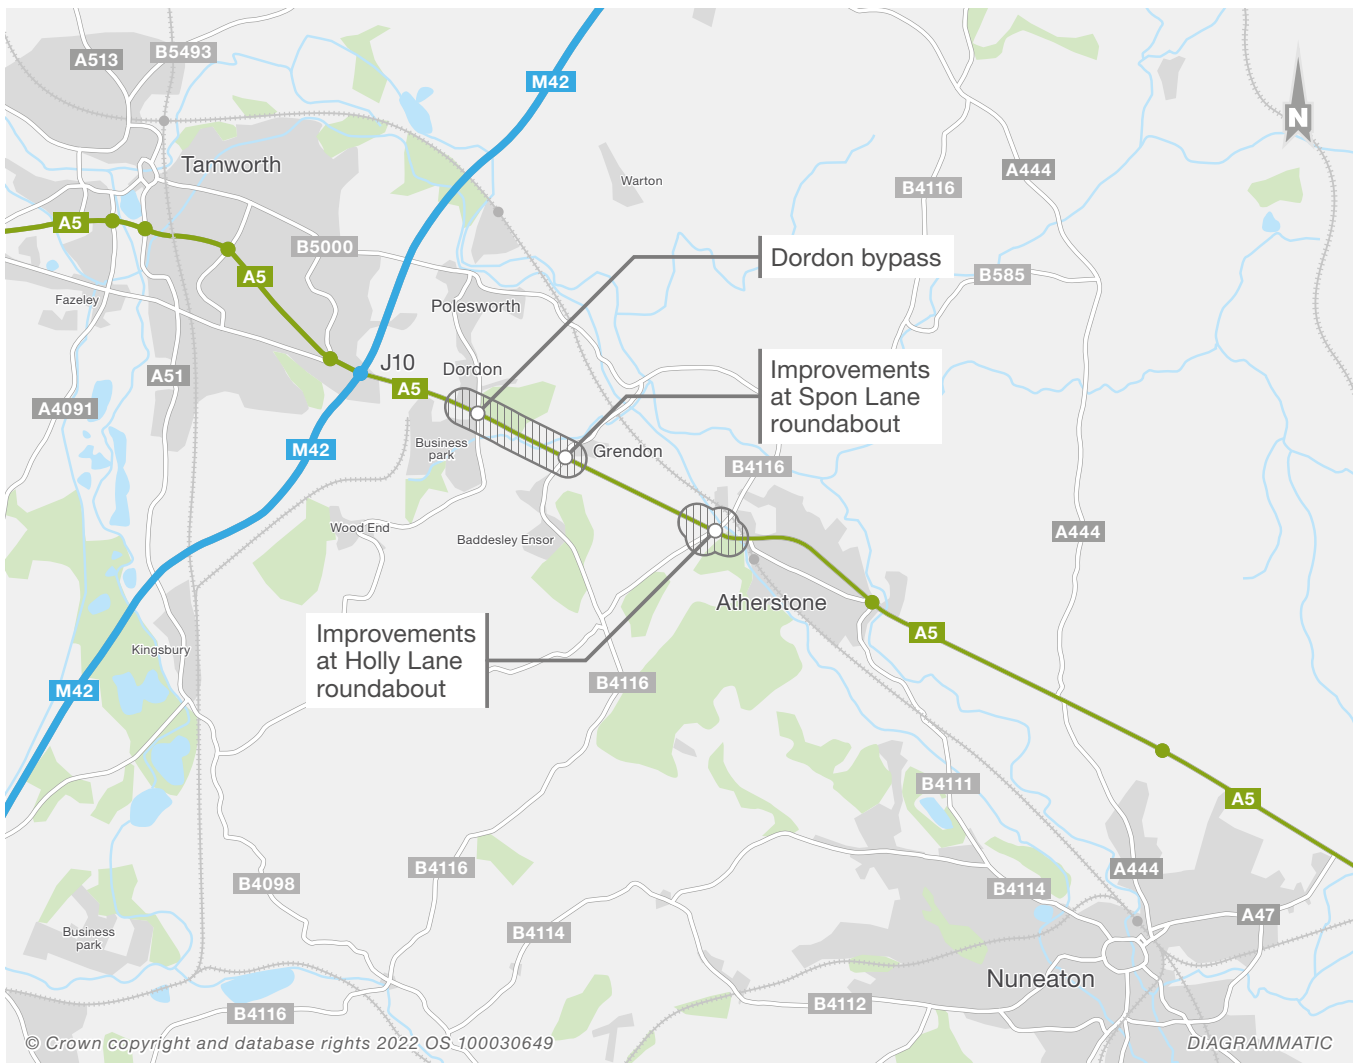 A513
B5493
M42
N
Tamworth
Warton
A444
B4116
A5
B5000
Dordon bypass
A5
B585
Fazeley
Polesworth
J10
Dordon
A51
A5
Improvements
at Spon Lane
roundabout
A4091
M42
Business
park
Grendon
B4116
Wood End
Baddesley Ensor
A444
Atherstone
Improvements
at Holly Lane
roundabout
A5
Kingsbury
M42
B4116
B4111
A5
B4116
B4098
A444
B4114
A47
Business
park
B4114
Nuneaton
B4112
B4116
© Crown copyright and database rights 2022 OS 100030649
DIAGRAMMATIC